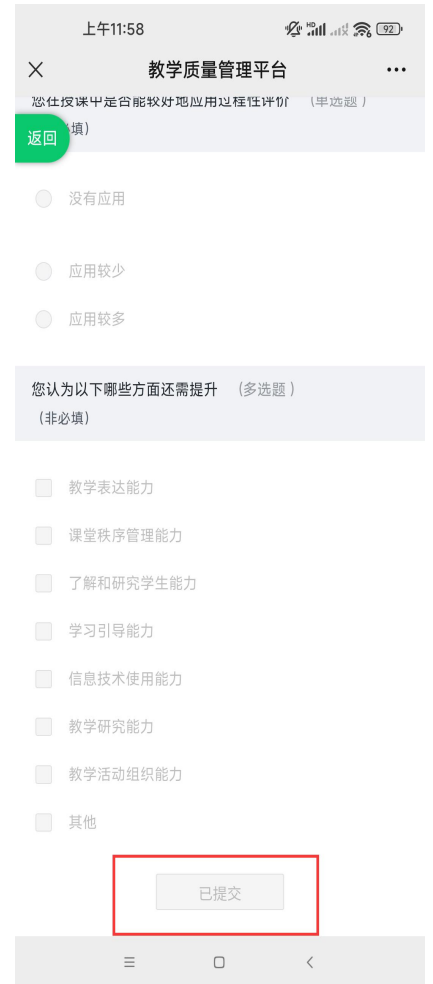 上午11:58
HD
92
教学质量管理平台
您在授课中是否能较好地应用过程性评价 （单选题）
填）
返回
没有应用
应用较少
应用较多
您认为以下哪些方面还需提升 （多选题）
（非必填）
教学表达能力
课堂秩序管理能力
了解和研究学生能力
学习引导能力
信息技术使用能力
教学研究能力
教学活动组织能力
其他
已提交